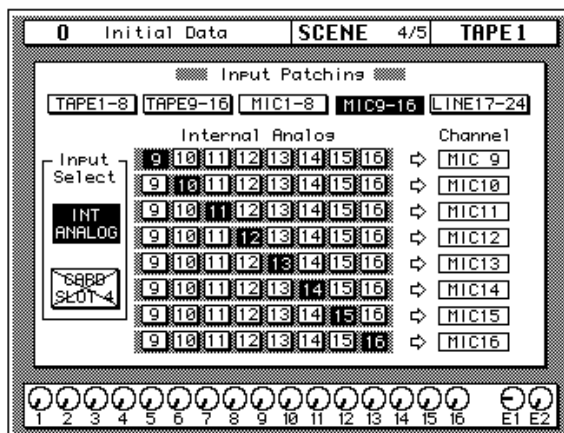 0 Initial Data SCENE 4/5 TAPE1
Input Patching
TAPE1-8 TAPE9-16 MIC1-8 MIC9-16 LINE17-24
Internal Analog Channel
Input Select
INT ANALOG
CARD SLOT-4
9 10 11 12 13 14 15 16 ⇨ MIC 9
9 10 11 12 13 14 15 16 ⇨ MIC10
9 10 11 12 13 14 15 16 ⇨ MIC11
9 10 11 12 13 14 15 16 ⇨ MIC12
9 10 11 12 13 14 15 16 ⇨ MIC13
9 10 11 12 13 14 15 16 ⇨ MIC14
9 10 11 12 13 14 15 16 ⇨ MIC15
9 10 11 12 13 14 15 16 ⇨ MIC16
1 2 3 4 5 6 7 8 9 10 11 12 13 14 15 16 E1 E2